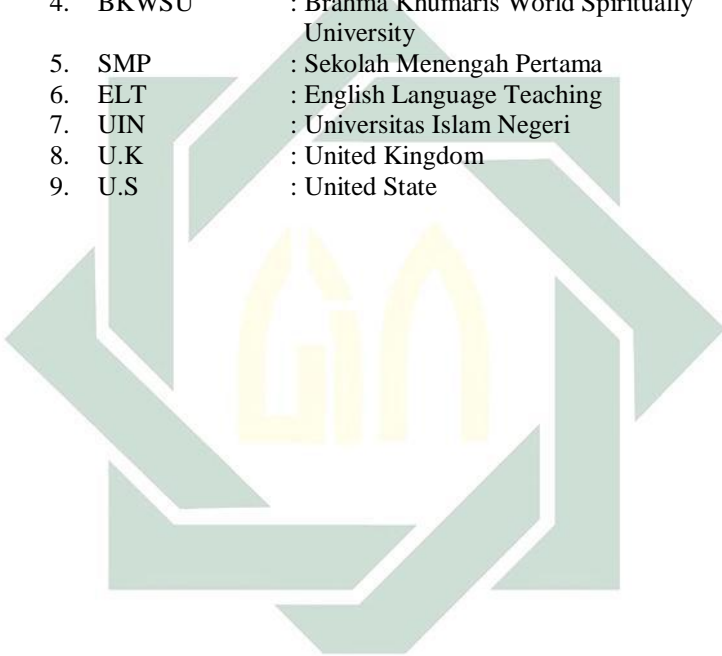 4. BKWSU : Brahma Khumaris World Spiritually
University
5. SMP : Sekolah Menengah Pertama
6. ELT : English Language Teaching
7. UIN : Universitas Islam Negeri
8. U.K : United Kingdom
9. U.S : United State